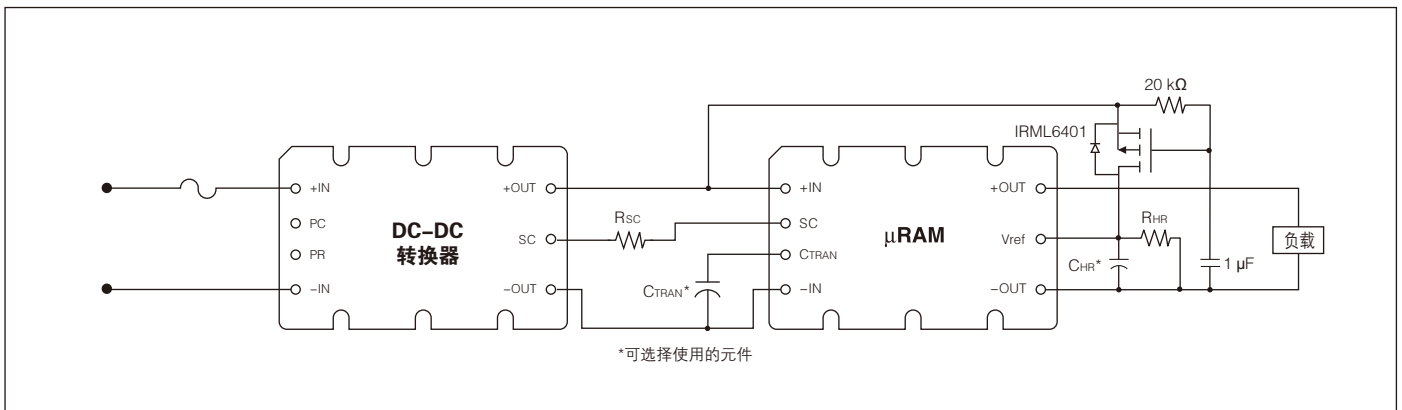 20 kΩ
IRML6401
DC–DC
转换器
+IN
PC
PR
–IN
+OUT
SC
–OUT
RSC
CTRAN*
μRAM
+IN
SC
CTRAN
–IN
+OUT
Vref
–OUT
RHR
CHR*
1 μF
负载
*可选择使用的元件